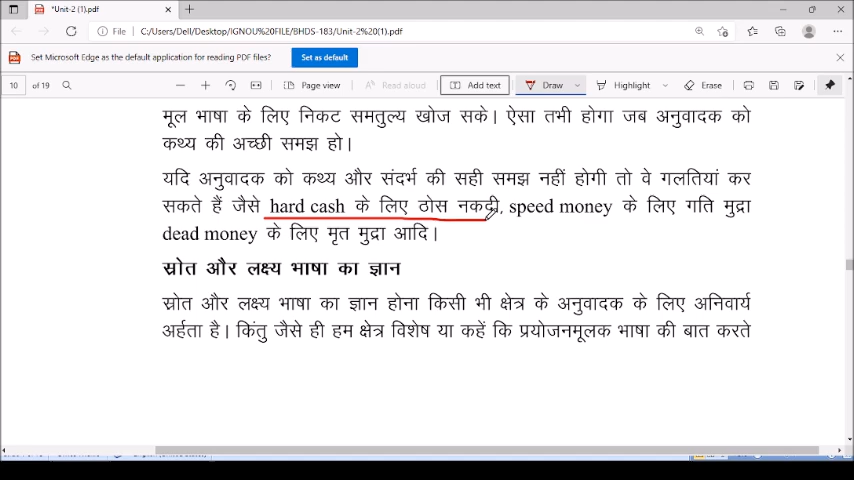 *Unit-2 (1).pdf
File
C:/Users/Dell/Desktop/IGNOU%20FILE/BHDS-183/Unit-2%20(1).pdf
Set Microsoft Edge as the default application for reading PDF files?
Set as default
10 of 19
Page view
Read aloud
Add text
Draw
Highlight
Erase
मूल भाषा के लिए निकट समतुल्य खोज सके। ऐसा तभी होगा जब अनुवादक को
कथ्य की अच्छी समझ हो।
यदि अनुवादक को कथ्य और संदर्भ की सही समझ नहीं होगी तो वे गलतियां कर
सकते हैं जैसे hard cash के लिए ठोस नकदी, speed money के लिए गति मुद्रा
dead money के लिए मृत मुद्रा आदि।
स्रोत और लक्ष्य भाषा का ज्ञान
स्रोत और लक्ष्य भाषा का ज्ञान होना किसी भी क्षेत्र के अनुवादक के लिए अनिवार्य
अर्हता है। किंतु जैसे ही हम क्षेत्र विशेष या कहें कि प्रयोजनमूलक भाषा की बात करते